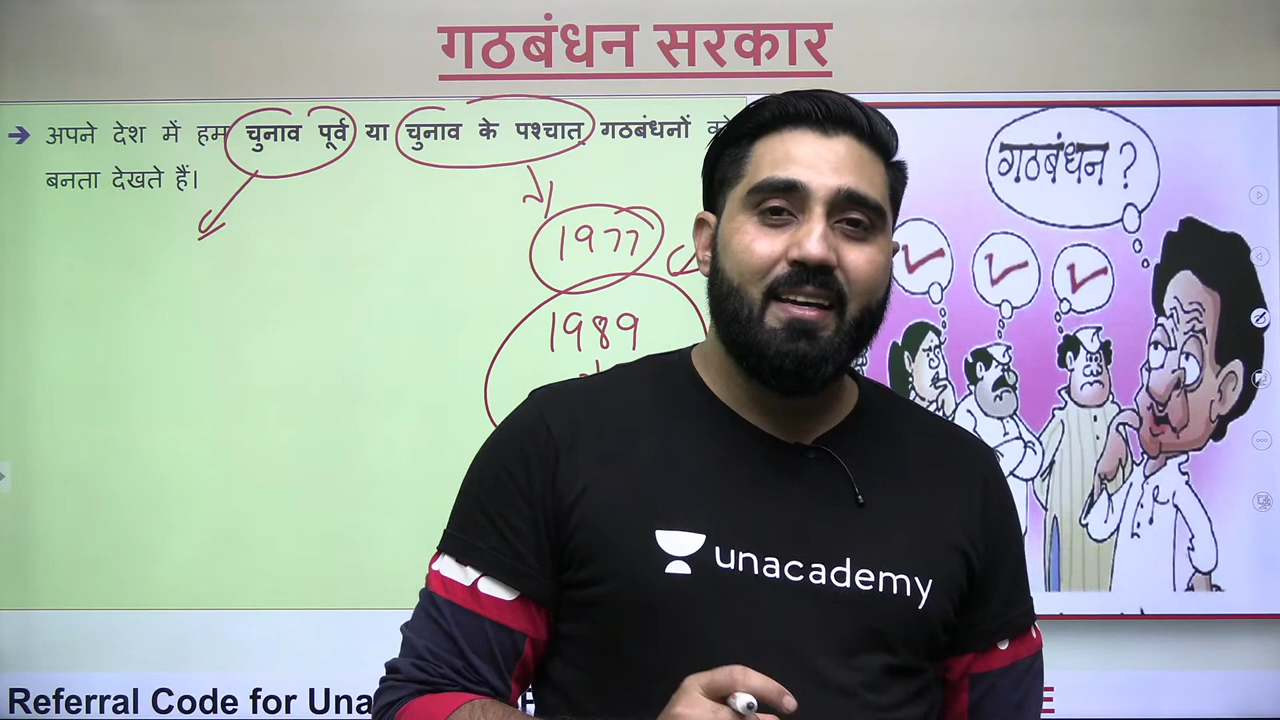 गठबंधन सरकार
अपने देश में हम चुनाव पूर्व या चुनाव के पश्चात् गठबंधनों
बनता देखते हैं।
गठबंधन ?
1977
1989
unacademy
Referral Code for Una